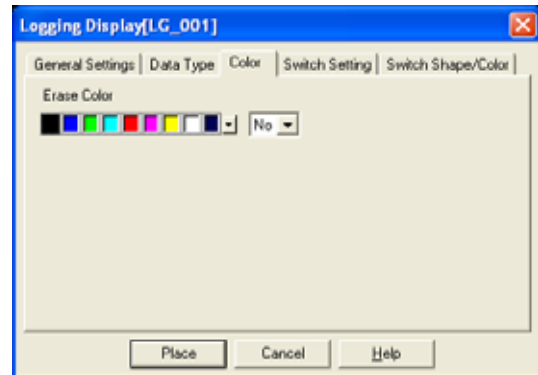 Logging Display[LG_001]
General Settings Data Type Color Switch Setting Switch Shape/Color
Erase Color
No
Place Cancel Help